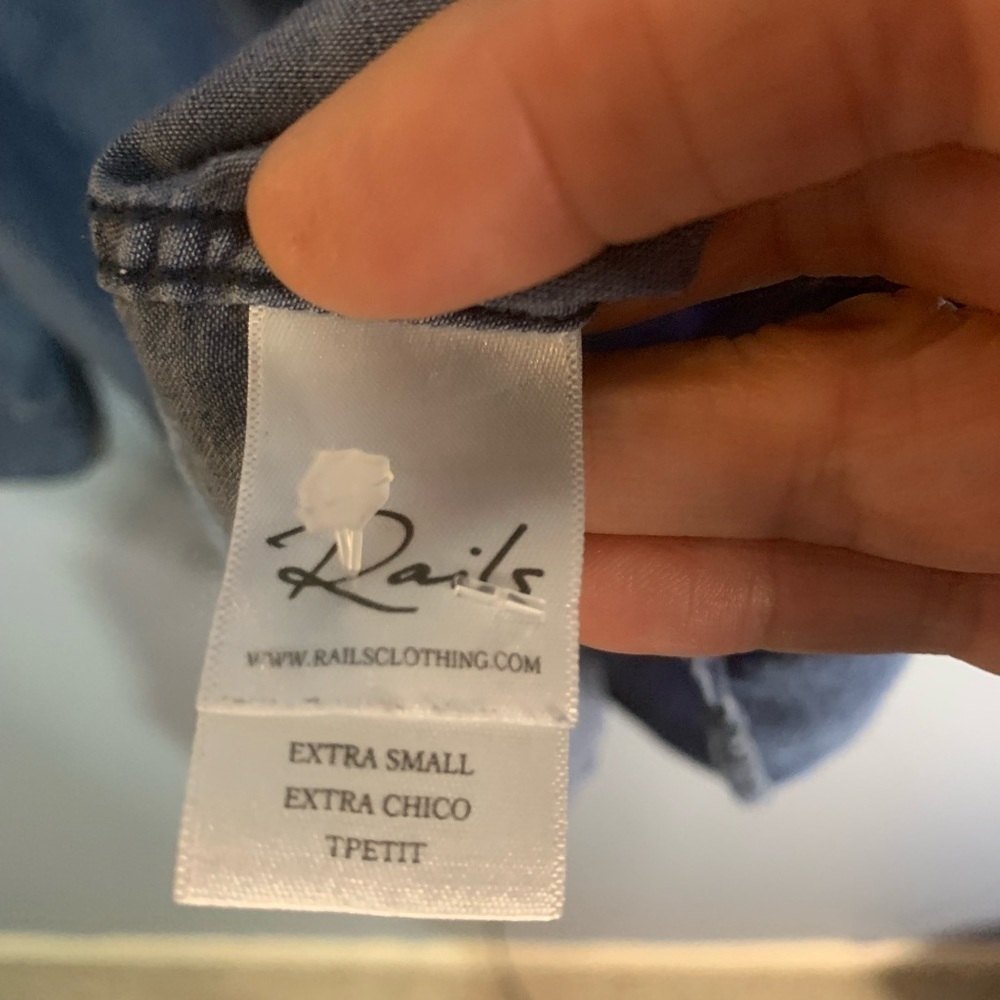 Rails
WWW.RAILSCLOTHING.COM
EXTRA SMALL
EXTRA CHICO
TPETIT